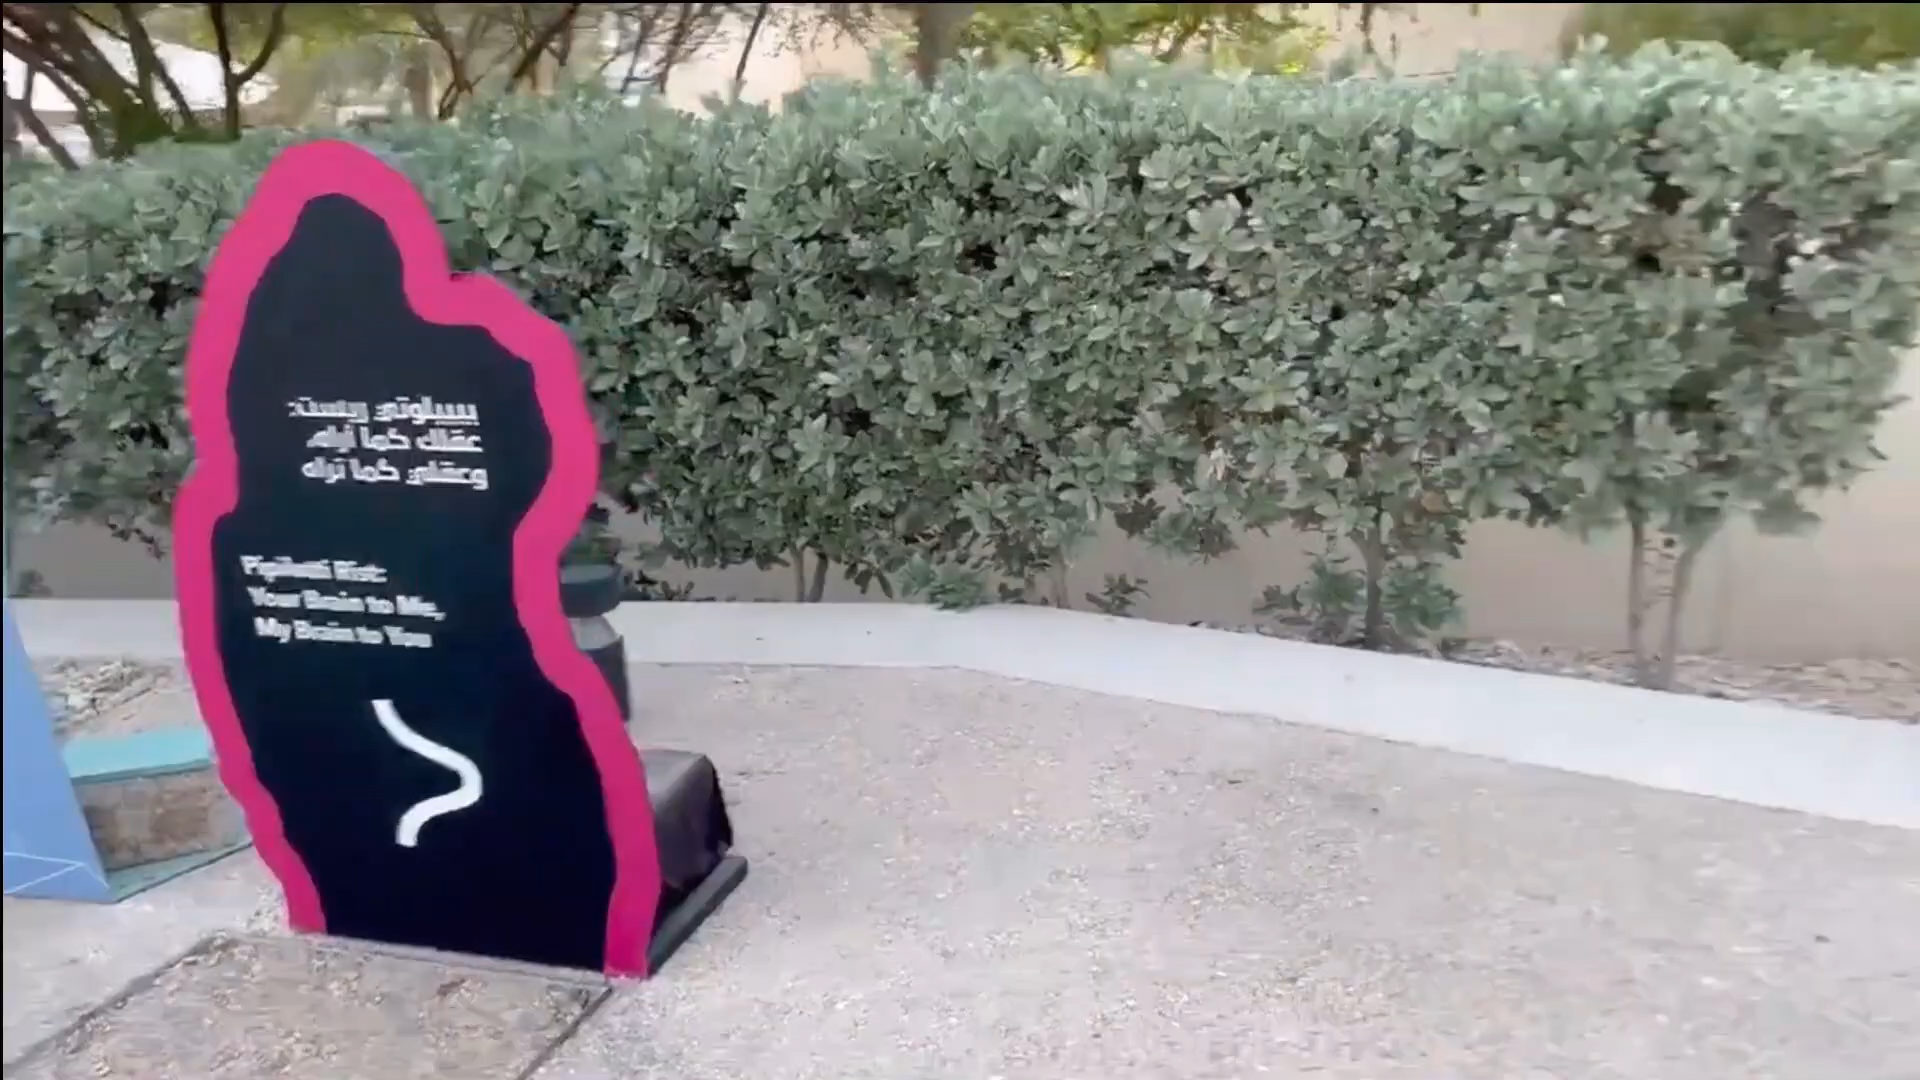 بيبيلوتي ريست:
عقلك كما أراه،
وعقلي كما تراه
Pipilotti Rist:
Your Brain to Me,
My Brain to You